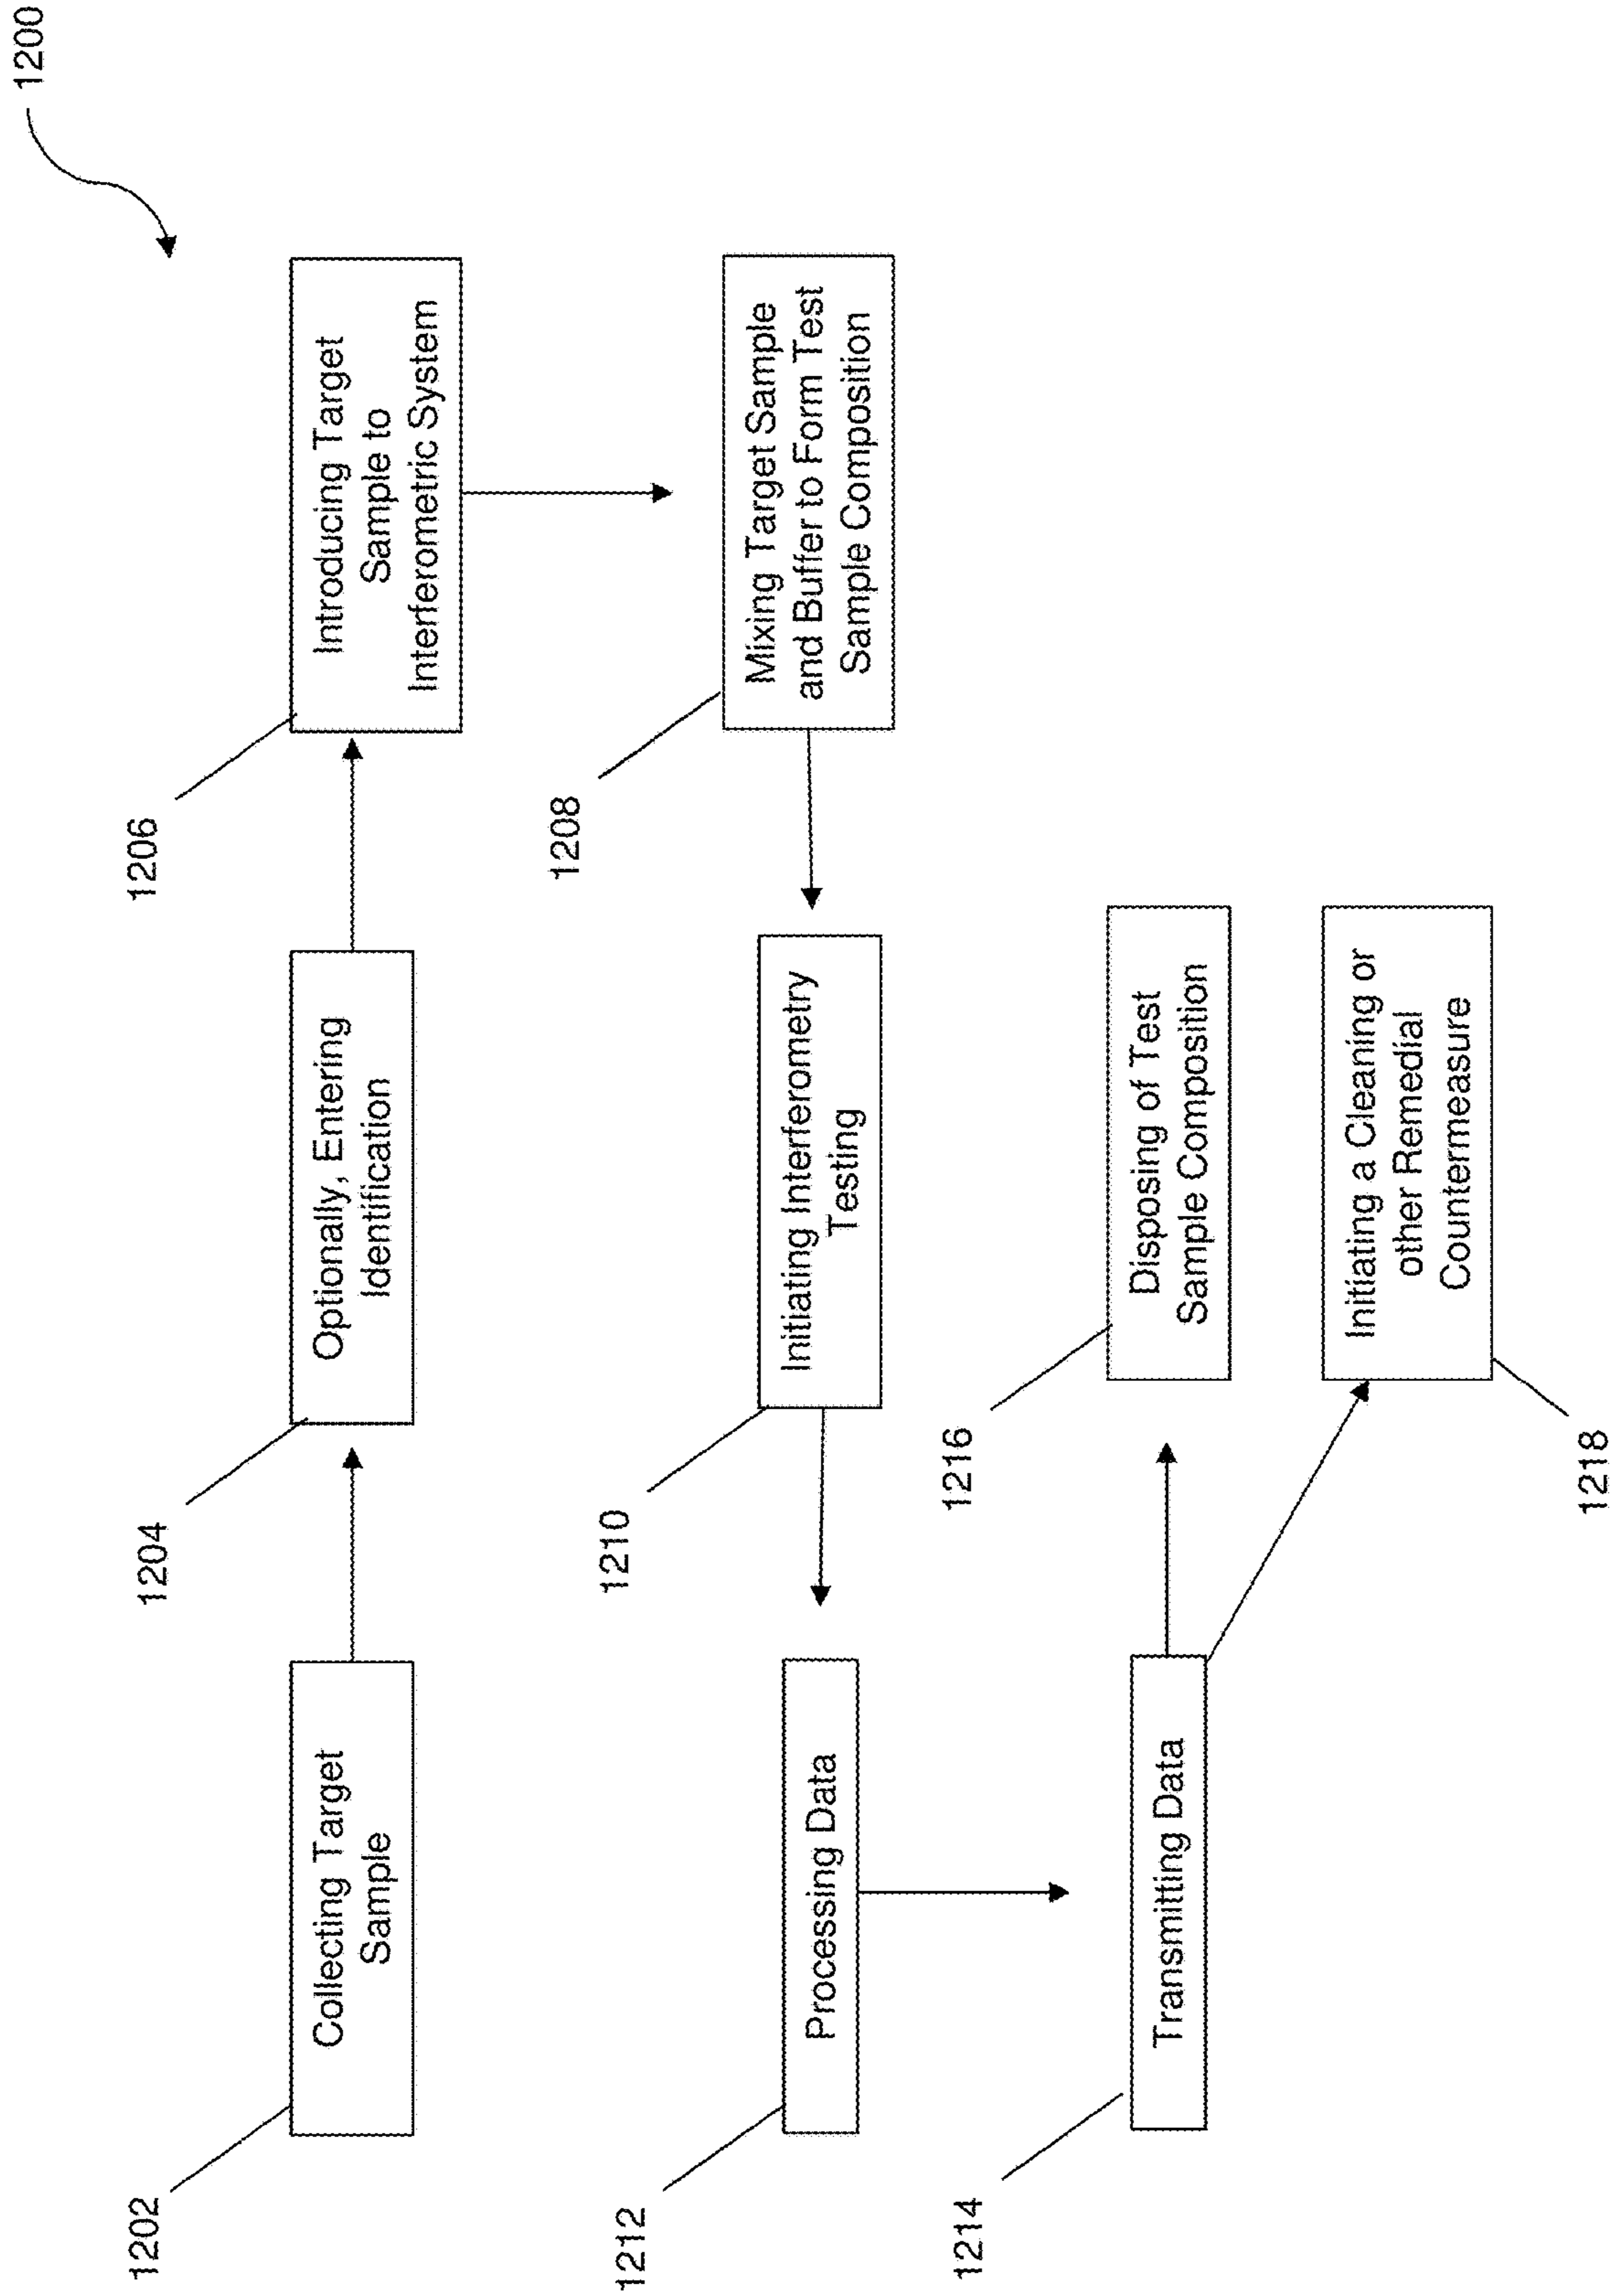 1200
1202
Collecting Target
Sample
1204
Optionally, Entering
Identification
1206
Introducing Target
Sample to
Interferometric System
1208
Mixing Target Sample
and Buffer to Form Test
Sample Composition
1210
Initiating Interferometry
Testing
1212
Processing Data
1214
Transmitting Data
1216
Disposing of Test
Sample Composition
1218
Initiating a Cleaning or
other Remedial
Countermeasure